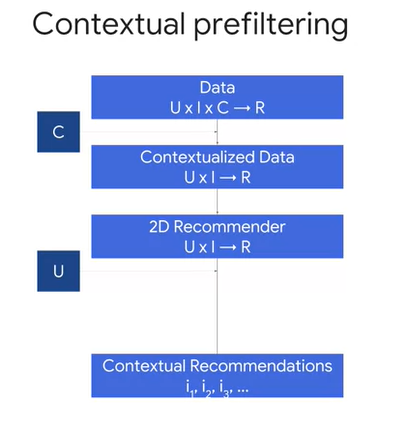 Contextual prefiltering
Data
U x I x C → R
C
Contextualized Data
U x I → R
2D Recommender
U x I → R
U
Contextual Recommendations
i₁, i₂, i₃, ...